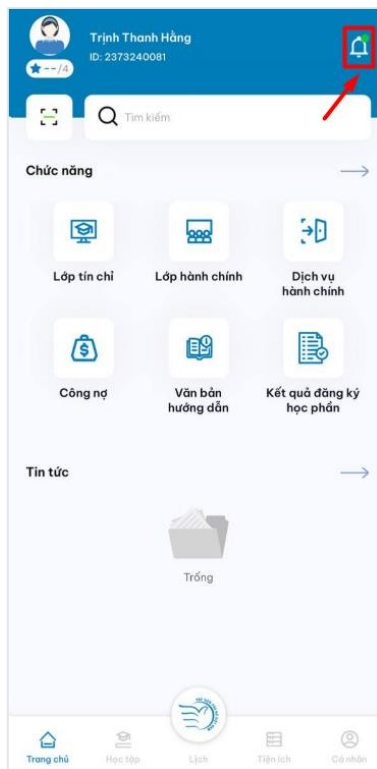 Trịnh Thanh Hằng
ID: 2373240081
--/4
Tìm kiếm
Chức năng
Lớp tín chỉ
Lớp hành chính
Dịch vụ
hành chính
Công nợ
Văn bản
hướng dẫn
Kết quả đăng ký
học phần
Tin tức
Trống
Trang chủ
Học tập
Lịch
Tiện ích
Cá nhân